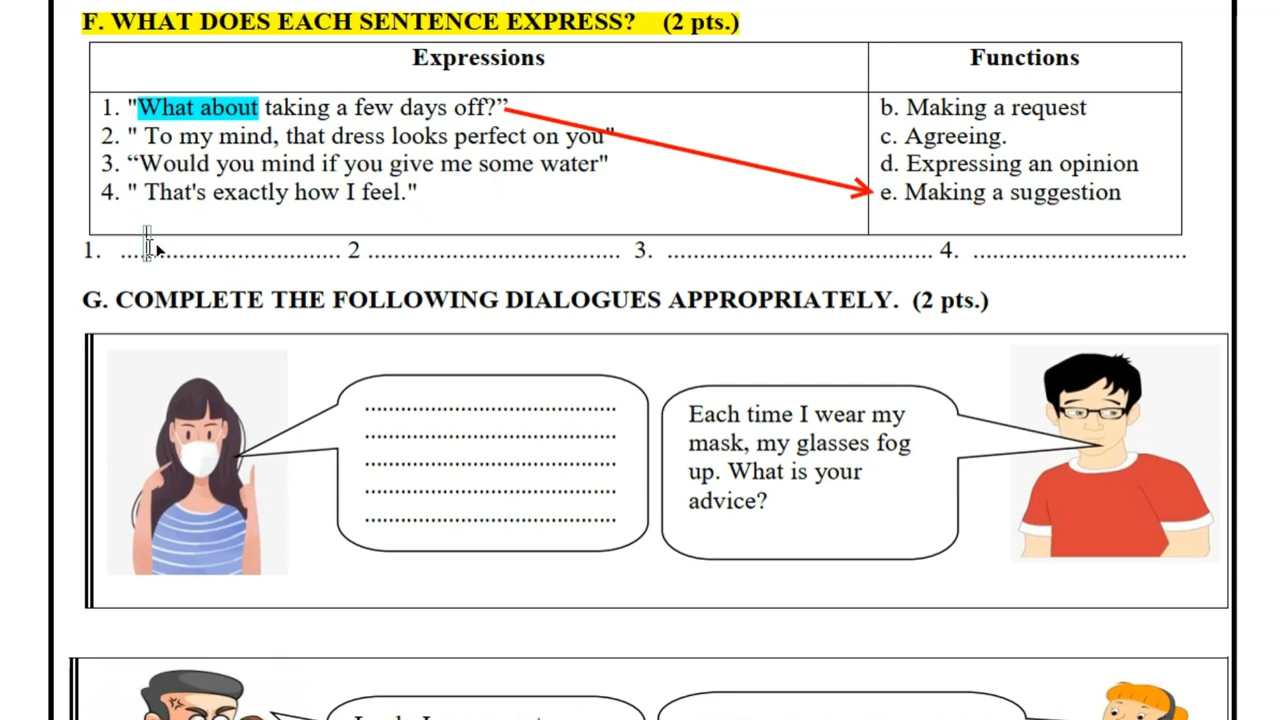 F. WHAT DOES EACH SENTENCE EXPRESS? (2 pts.)
Expressions
Functions
1. "What about taking a few days off?”
2. " To my mind, that dress looks perfect on you"
3. “Would you mind if you give me some water"
4. " That's exactly how I feel."
b. Making a request
c. Agreeing.
d. Expressing an opinion
e. Making a suggestion
1. ....................................... 2 .......................................... 3. ............................................ 4. ...................................
G. COMPLETE THE FOLLOWING DIALOGUES APPROPRIATELY. (2 pts.)
..........................................
..........................................
..........................................
..........................................
..........................................
Each time I wear my
mask, my glasses fog
up. What is your
advice?